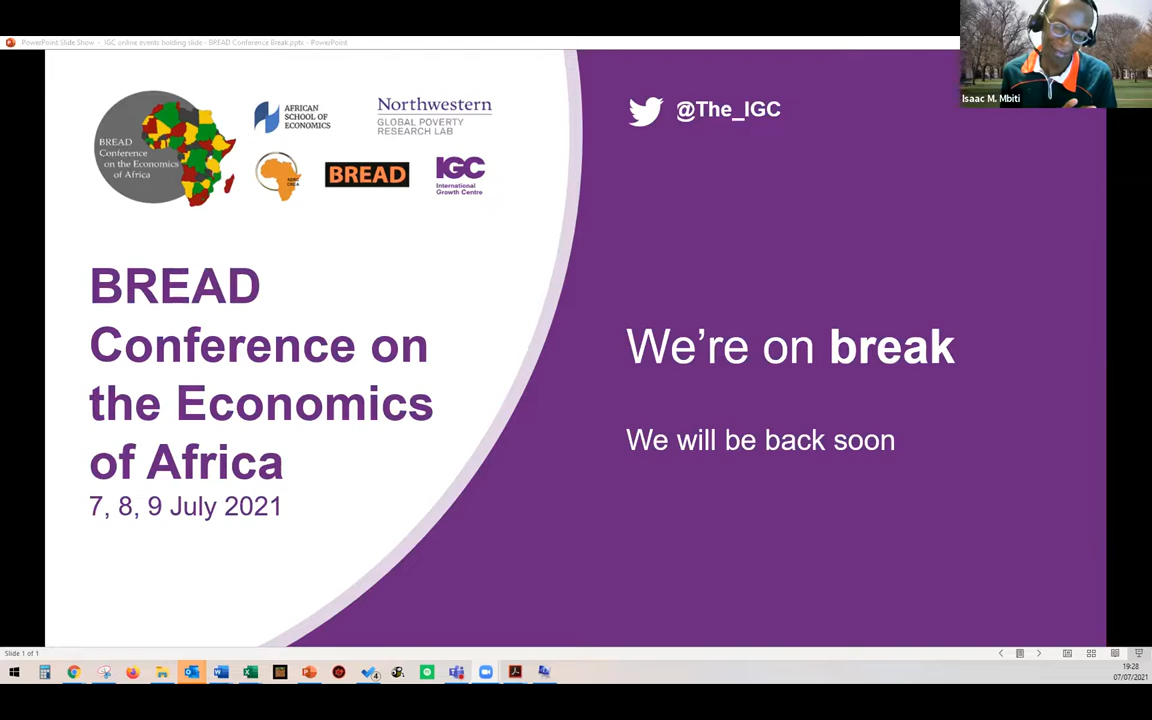 PowerPoint Slide Show - IGC online events holding slide - BREAD Conference Break.pptx - PowerPoint
Isaac M. Mbiti
BREAD
Conference
on the Economics
of Africa
AFRICAN
SCHOOL OF
ECONOMICS
Northwestern
GLOBAL POVERTY
RESEARCH LAB
BREAD
IGC
International
Growth Centre
@The_IGC
BREAD
Conference on
the Economics
of Africa
7, 8, 9 July 2021
We're on break
We will be back soon
Slide 1 of 1
4
19:28
07/07/2021